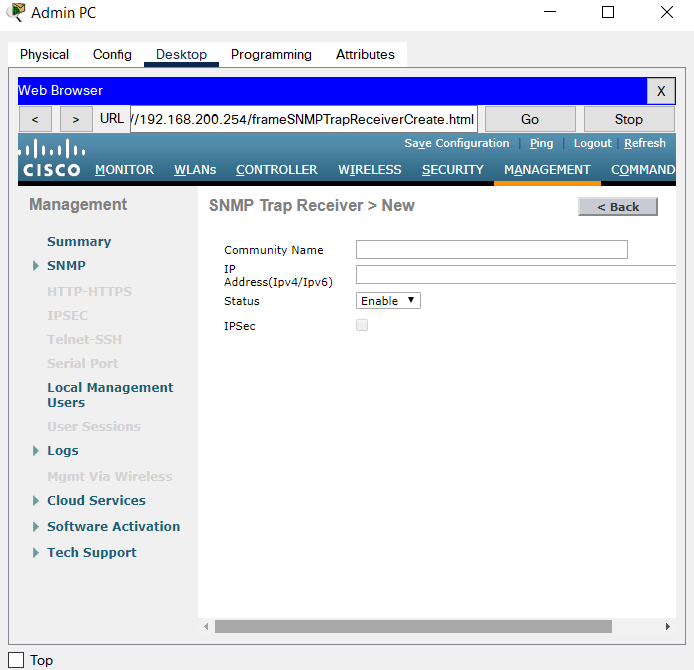 Admin PC
Physical Config Desktop Programming Attributes
Web Browser X
< > URL //192.168.200.254/frameSNMPTrapReceiverCreate.html Go Stop
Save Configuration | Ping | Logout | Refresh
CISCO MONITOR WLANs CONTROLLER WIRELESS SECURITY MANAGEMENT COMMAND
Management
SNMP Trap Receiver > New < Back
Summary
SNMP
HTTP-HTTPS
IPSEC
Telnet-SSH
Serial Port
Local Management
Users
User Sessions
Logs
Mgmt Via Wireless
Cloud Services
Software Activation
Tech Support
Community Name
IP
Address(Ipv4/Ipv6)
Status Enable
IPSec
Top